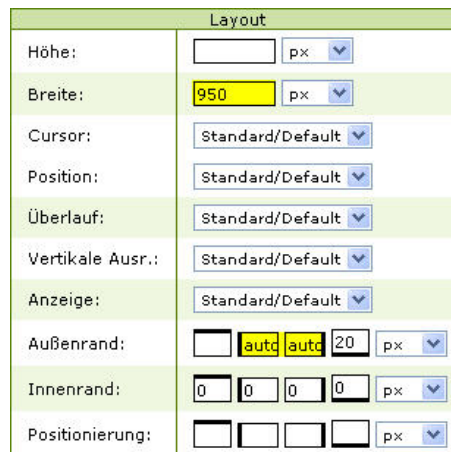 Layout
Höhe: px
Breite: 950 px
Cursor: Standard/Default
Position: Standard/Default
Überlauf: Standard/Default
Vertikale Ausr.: Standard/Default
Anzeige: Standard/Default
Außenrand: auto auto 20 px
Innenrand: 0 0 0 0 px
Positionierung: px